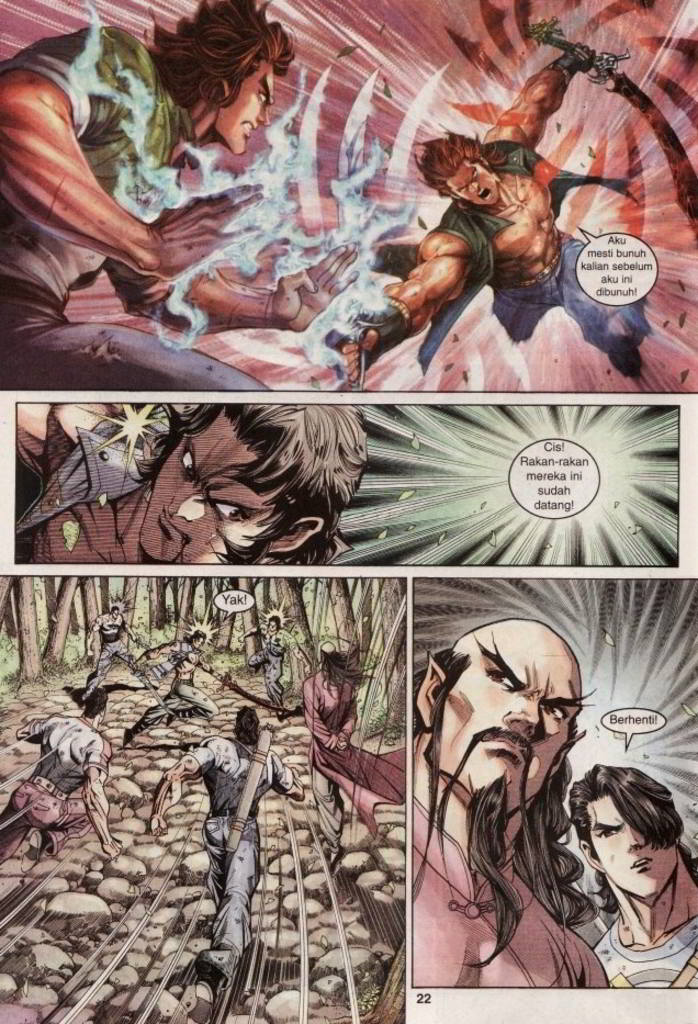 Aku
mesti bunuh
kalian sebelum
aku ini
dibunuh!
Cis!
Rakan-rakan
mereka ini
sudah
datang!
Yak!
Berhenti!
22